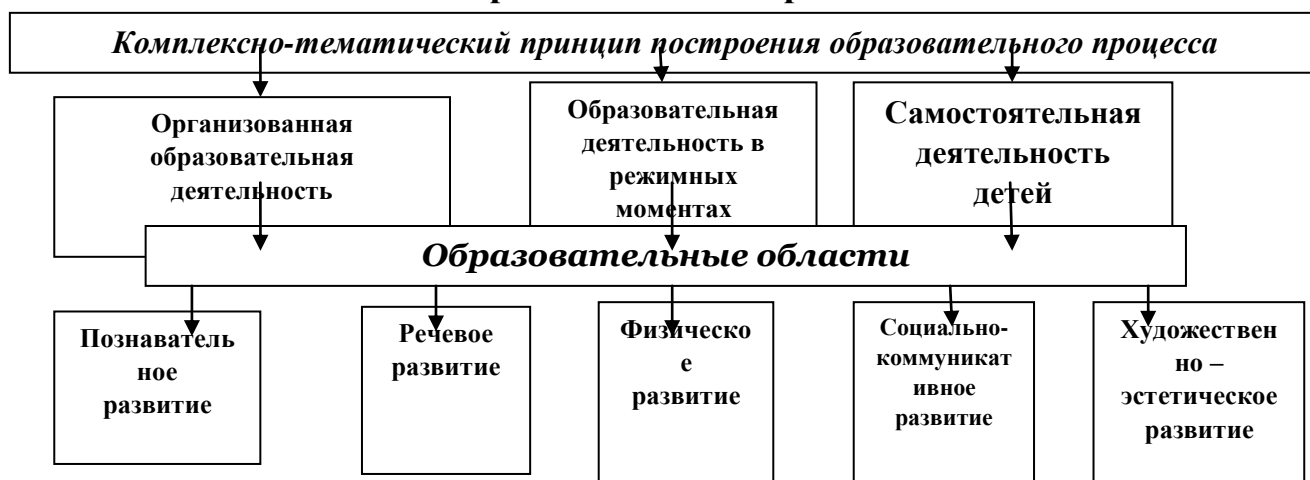 Комплексно-тематический принцип построения образовательного процесса
Организованная
образовательная
деятельность
Образовательная
деятельность в
режимных
моментах
Самостоятельная
деятельность
детей
Образовательные области
Познаватель
ное
развитие
Речевое
развитие
Физическо
е
развитие
Социально-
коммуникат
ивное
развитие
Художествен
но –
эстетическое
развитие